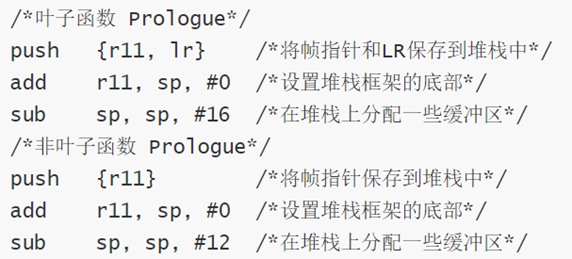 /*叶子函数 Prologue*/
push {r11, lr} /*将帧指针和LR保存到堆栈中*/
add r11, sp, #0 /*设置堆栈框架的底部*/
sub sp, sp, #16 /*在堆栈上分配一些缓冲区*/
/*非叶子函数 Prologue*/
push {r11} /*将帧指针保存到堆栈中*/
add r11, sp, #0 /*设置堆栈框架的底部*/
sub sp, sp, #12 /*在堆栈上分配一些缓冲区*/